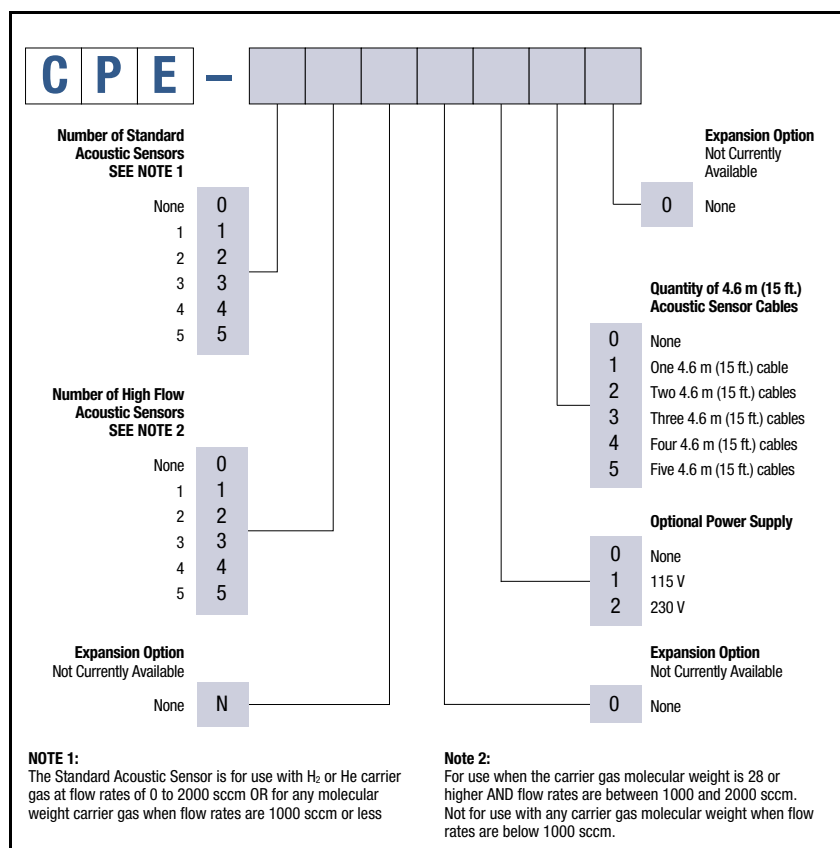 C P E –
Number of Standard
Acoustic Sensors
SEE NOTE 1
None 0
1 1
2 2
3 3
4 4
5 5
Number of High Flow
Acoustic Sensors
SEE NOTE 2
None 0
1 1
2 2
3 3
4 4
5 5
Expansion Option
Not Currently Available
None N
Expansion Option
Not Currently
Available
0 None
Quantity of 4.6 m (15 ft.)
Acoustic Sensor Cables
0 None
1 One 4.6 m (15 ft.) cable
2 Two 4.6 m (15 ft.) cables
3 Three 4.6 m (15 ft.) cables
4 Four 4.6 m (15 ft.) cables
5 Five 4.6 m (15 ft.) cables
Optional Power Supply
0 None
1 115 V
2 230 V
Expansion Option
Not Currently Available
0 None
NOTE 1:
The Standard Acoustic Sensor is for use with H₂ or He carrier
gas at flow rates of 0 to 2000 sccm OR for any molecular
weight carrier gas when flow rates are 1000 sccm or less
Note 2:
For use when the carrier gas molecular weight is 28 or
higher AND flow rates are between 1000 and 2000 sccm.
Not for use with any carrier gas molecular weight when flow
rates are below 1000 sccm.